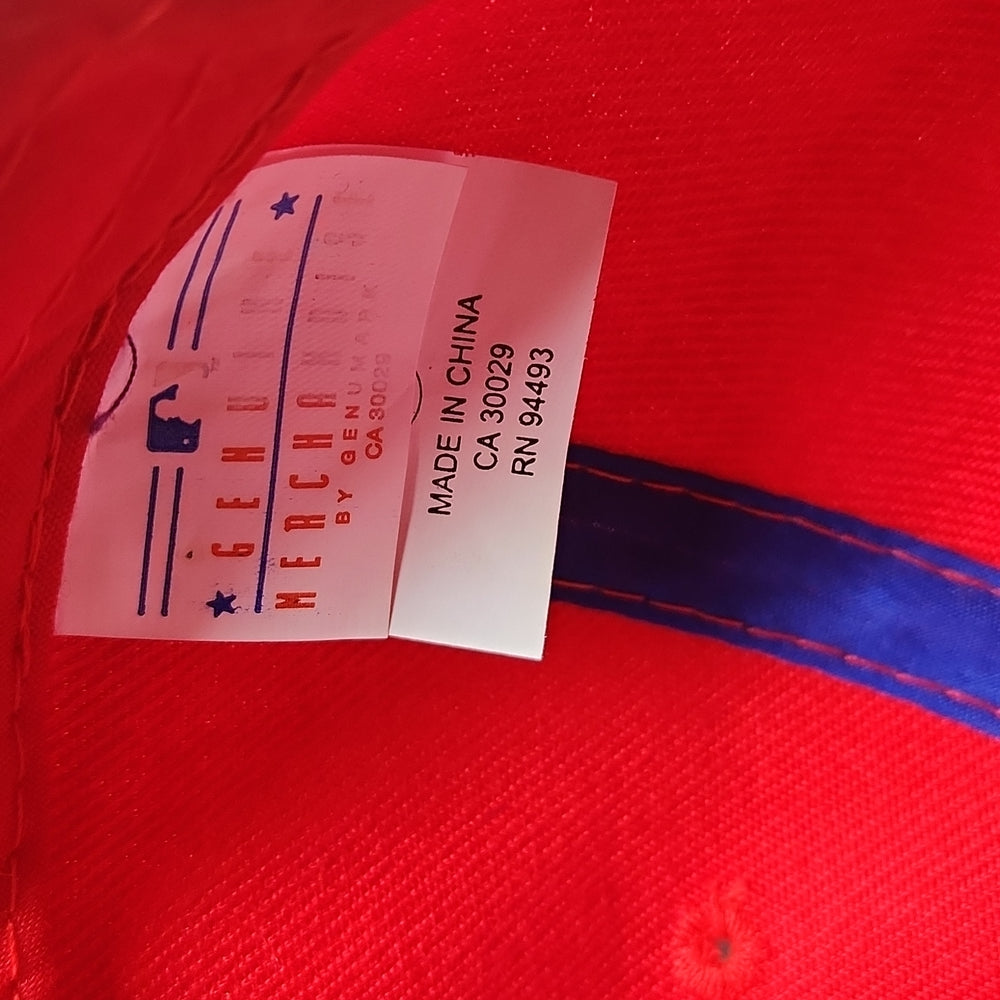 GENUINE
MERCHANDISE
BY GENUMARK
CA 30029
MADE IN CHINA
CA 30029
RN 94493